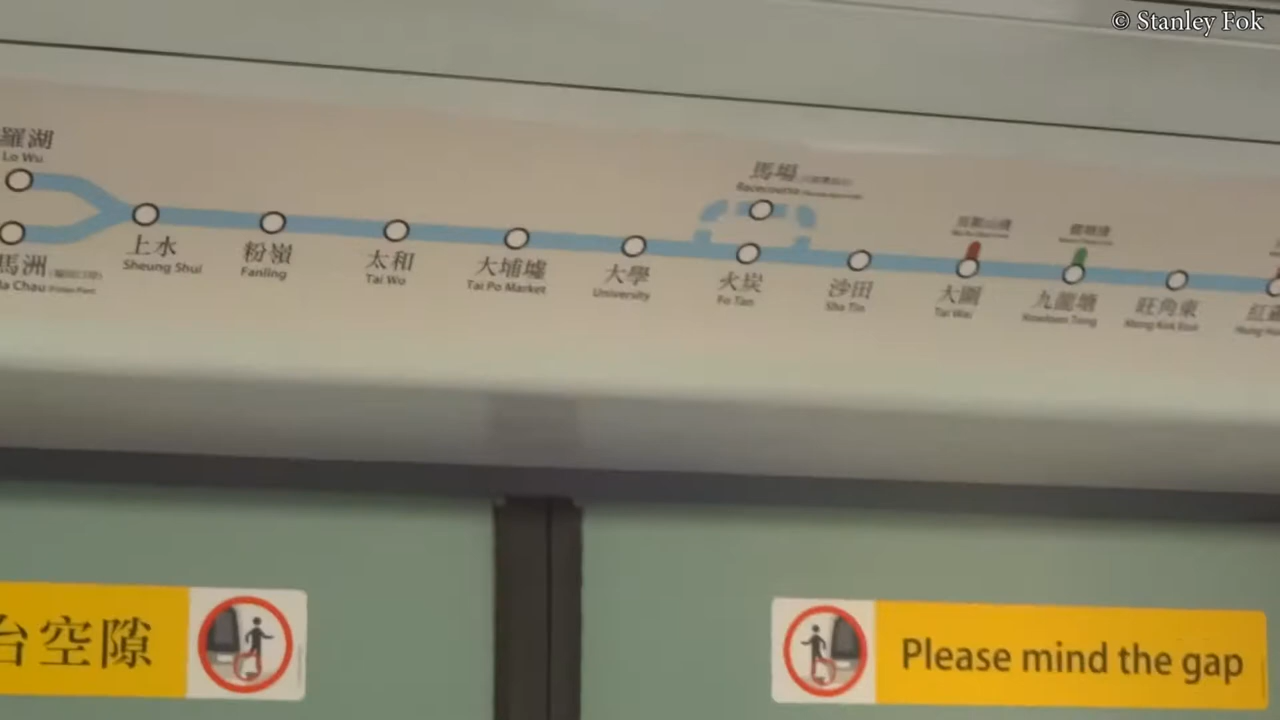 © Stanley Fok
羅湖
Lo Wu
馬場
Racecourse
上水
Sheung Shui
粉嶺
Fanling
太和
Tai Wo
大埔墟
Tai Po Market
大學
University
火炭
Fo Tan
沙田
Sha Tin
大圍
Tai Wai
九龍塘
Kowloon Tong
旺角東
Mong Kok East
馬洲
a Chau
台空隙
Please mind the gap